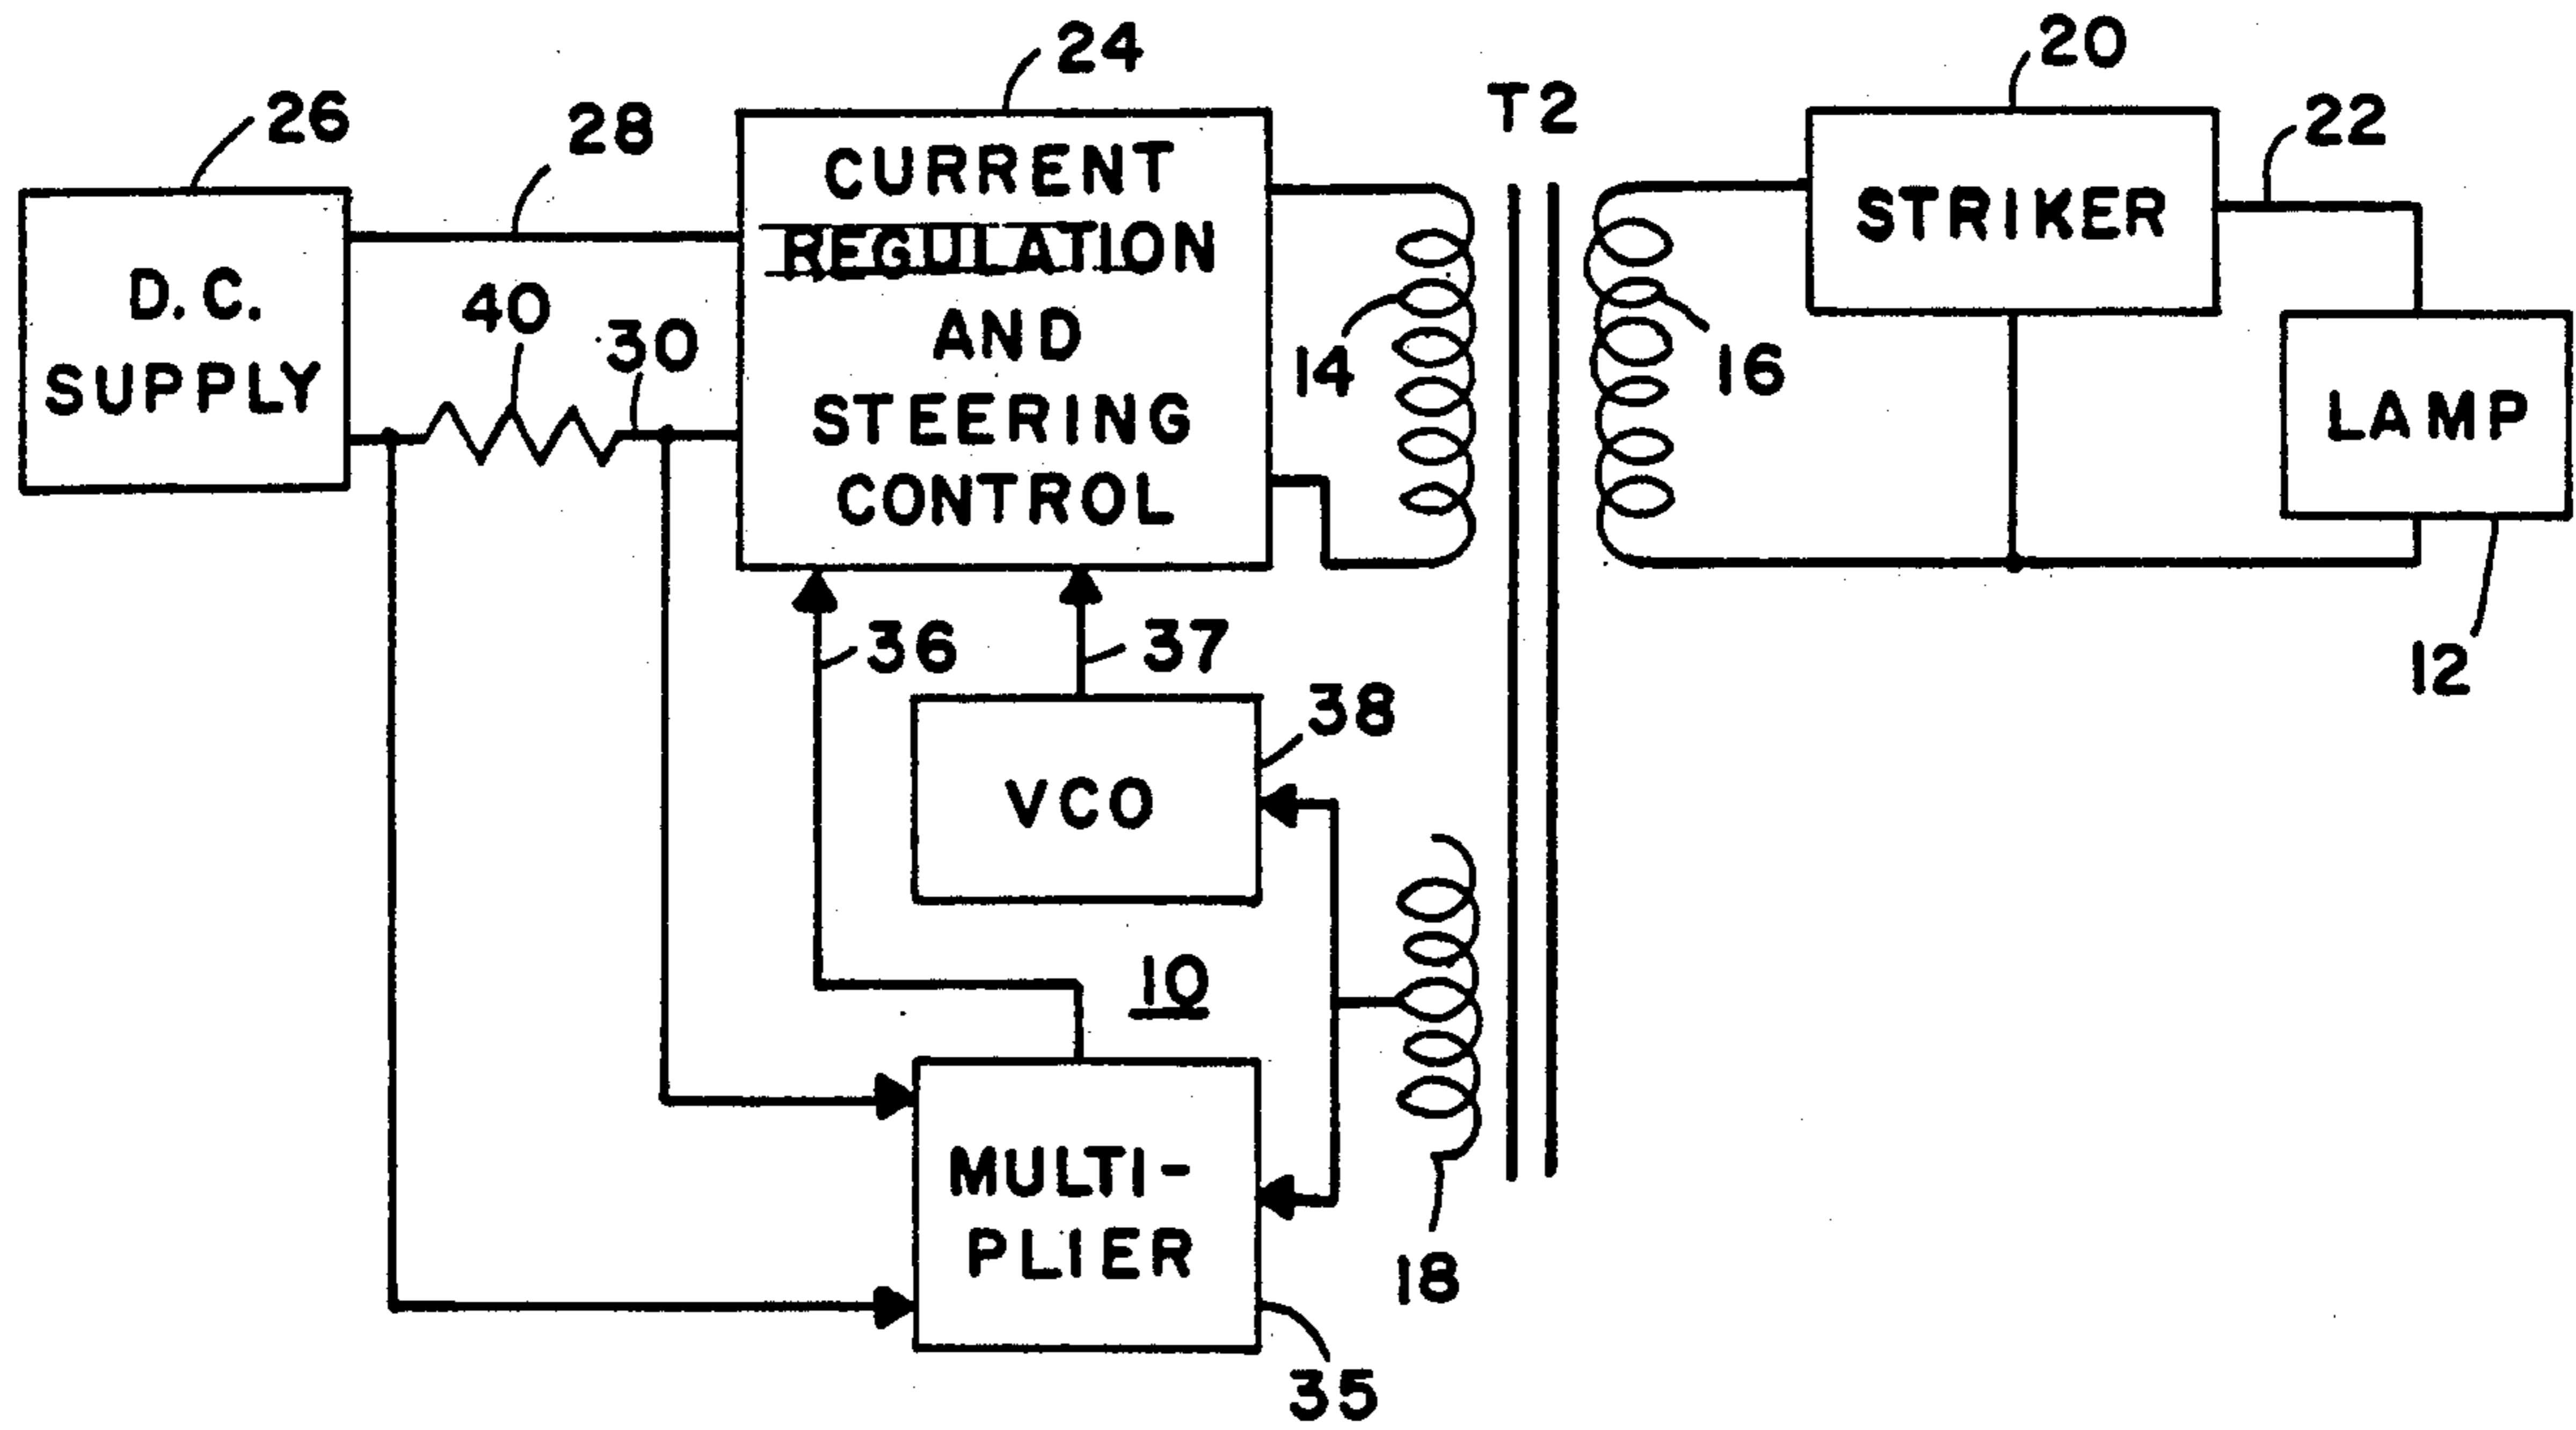 24
20
T2
26
28
22
CURRENT
REGULATION
AND
STEERING
CONTROL
STRIKER
D.C.
SUPPLY
40
30
14
16
LAMP
36
37
12
38
VCO
10
MULTI-
PLIER
18
35